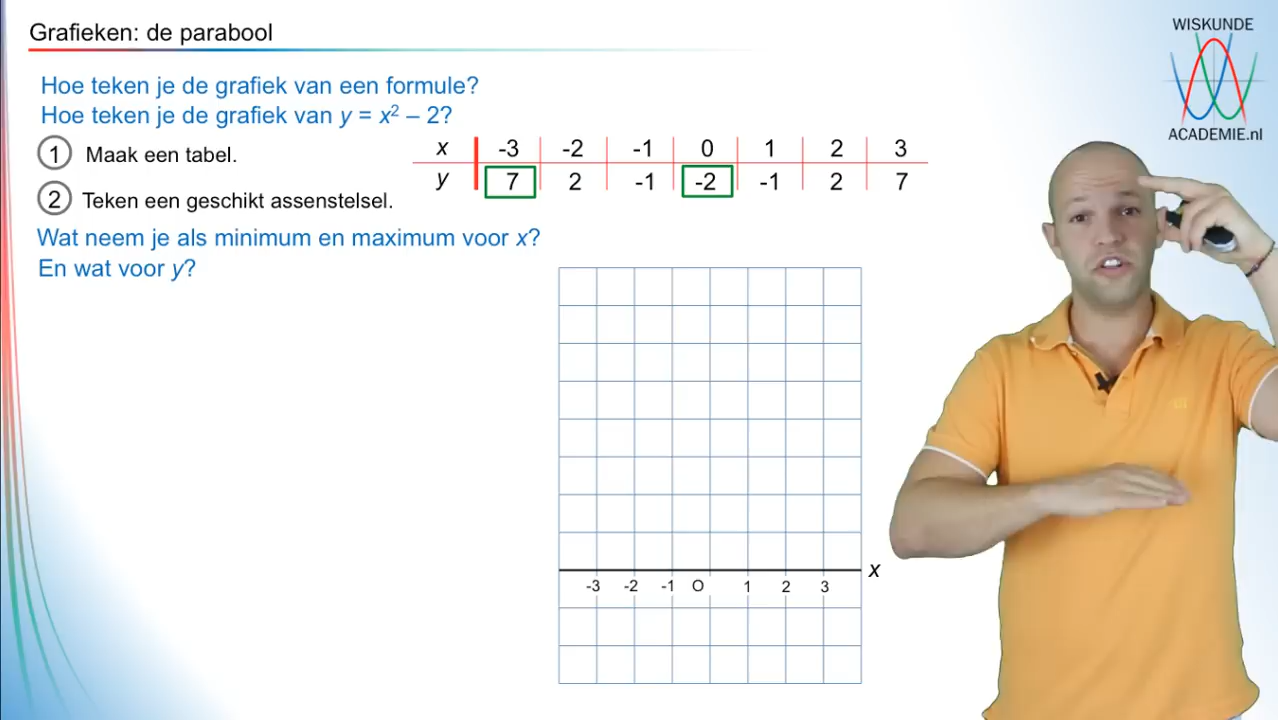 Grafieken: de parabool
WISKUNDE
ACADEMIE.nl
Hoe teken je de grafiek van een formule?
Hoe teken je de grafiek van y = x² – 2?
1 Maak een tabel.
x -3 -2 -1 0 1 2 3
y 7 2 -1 -2 -1 2 7
2 Teken een geschikt assenstelsel.
Wat neem je als minimum en maximum voor x?
En wat voor y?
x
-3 -2 -1 O 1 2 3